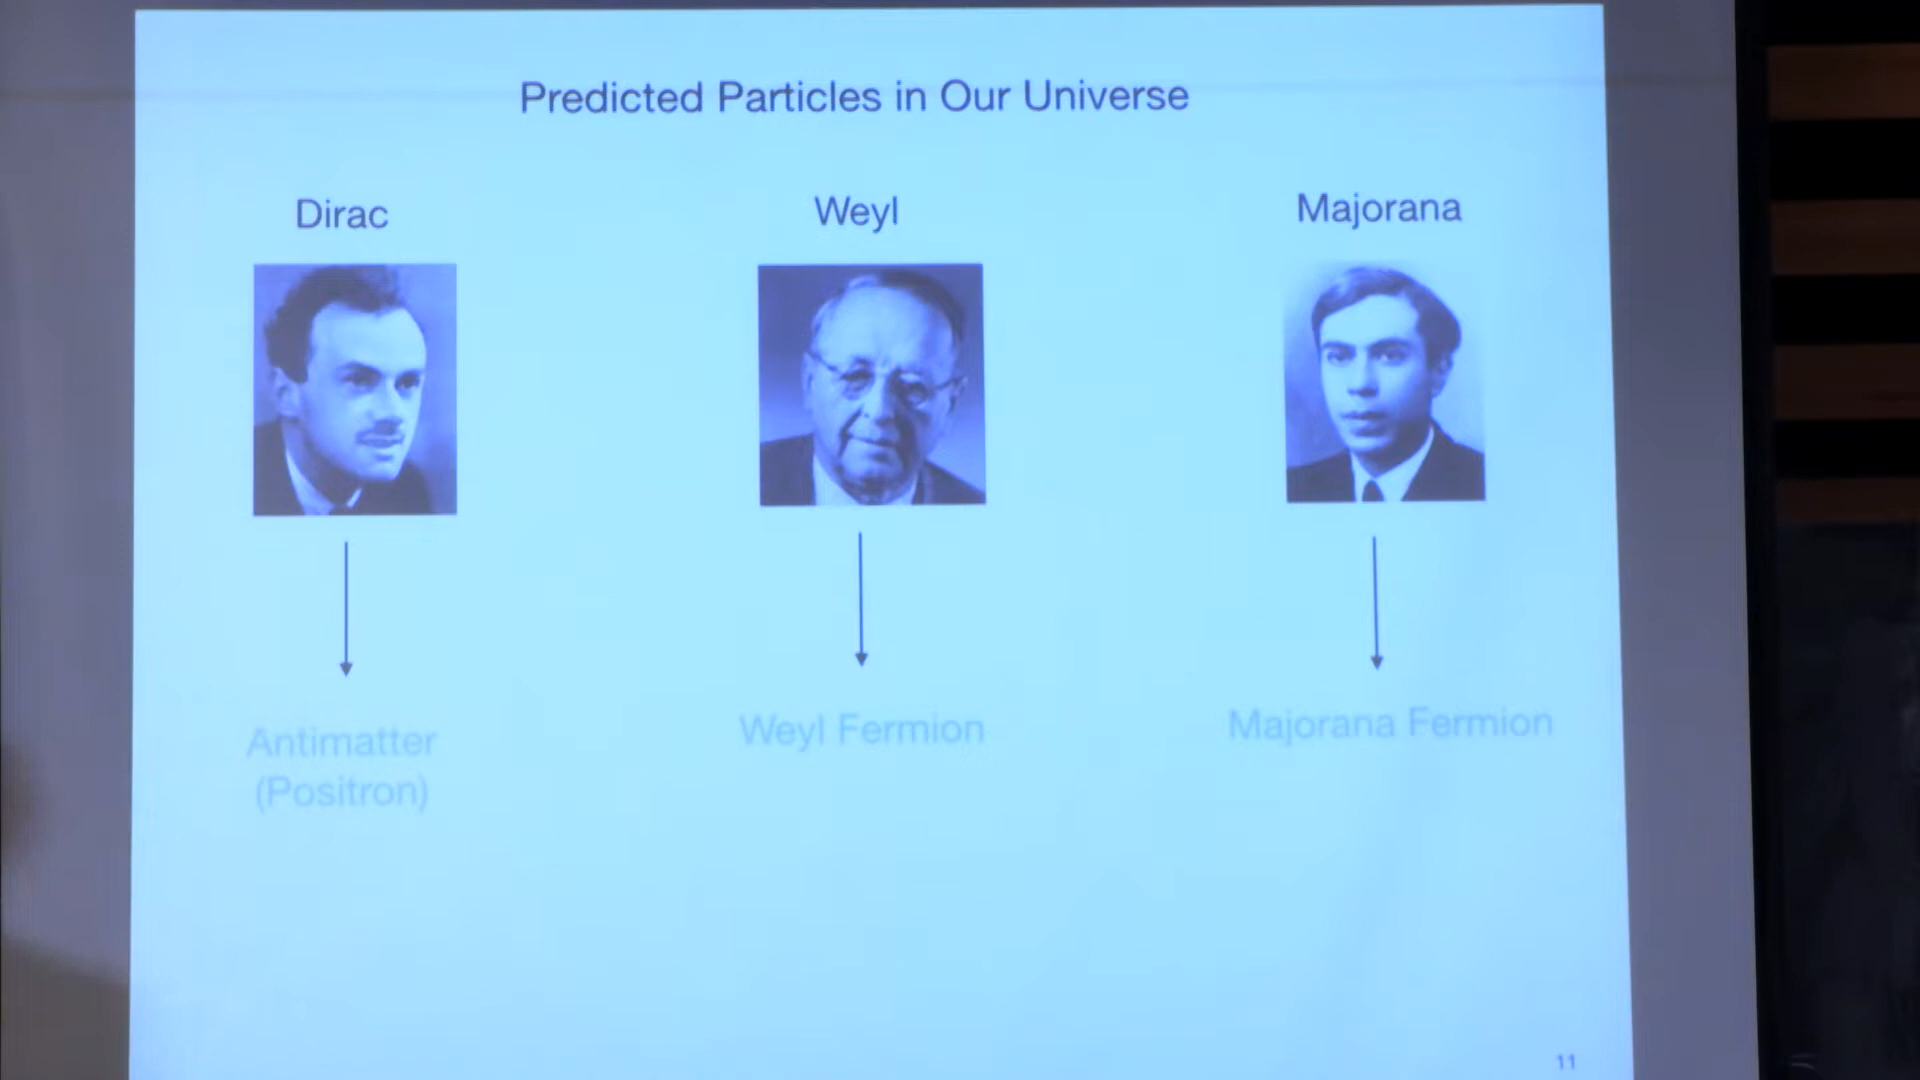 Predicted Particles in Our Universe
Dirac
Weyl
Majorana
Antimatter
(Positron)
Weyl Fermion
Majorana Fermion
11